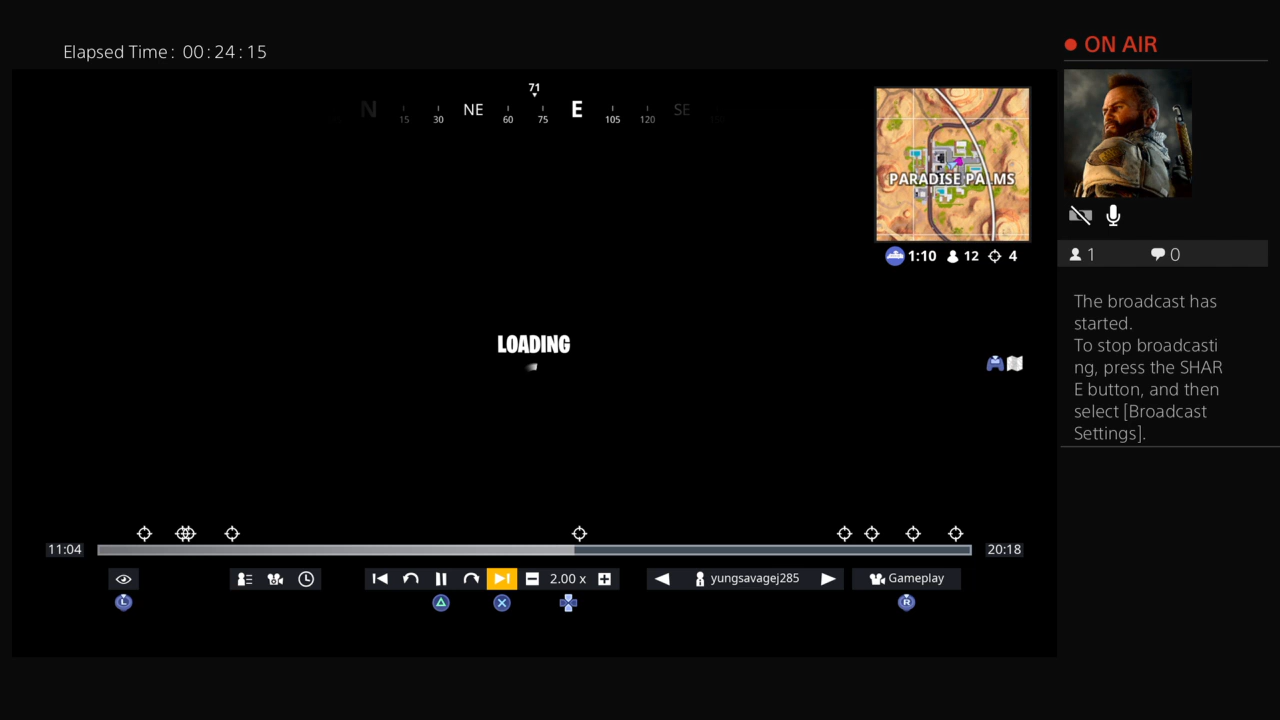 Elapsed Time: 00:24:15
ON AIR
71
N 15 30 NE 60 75 E 105 120 SE
PARADISE PALMS
1:10 12 4
1 0
The broadcast has
started.
To stop broadcasti
ng, press the SHAR
E button, and then
select [Broadcast
Settings].
LOADING
11:04
20:18
2.00 x
yungsavagej285
Gameplay
L
R